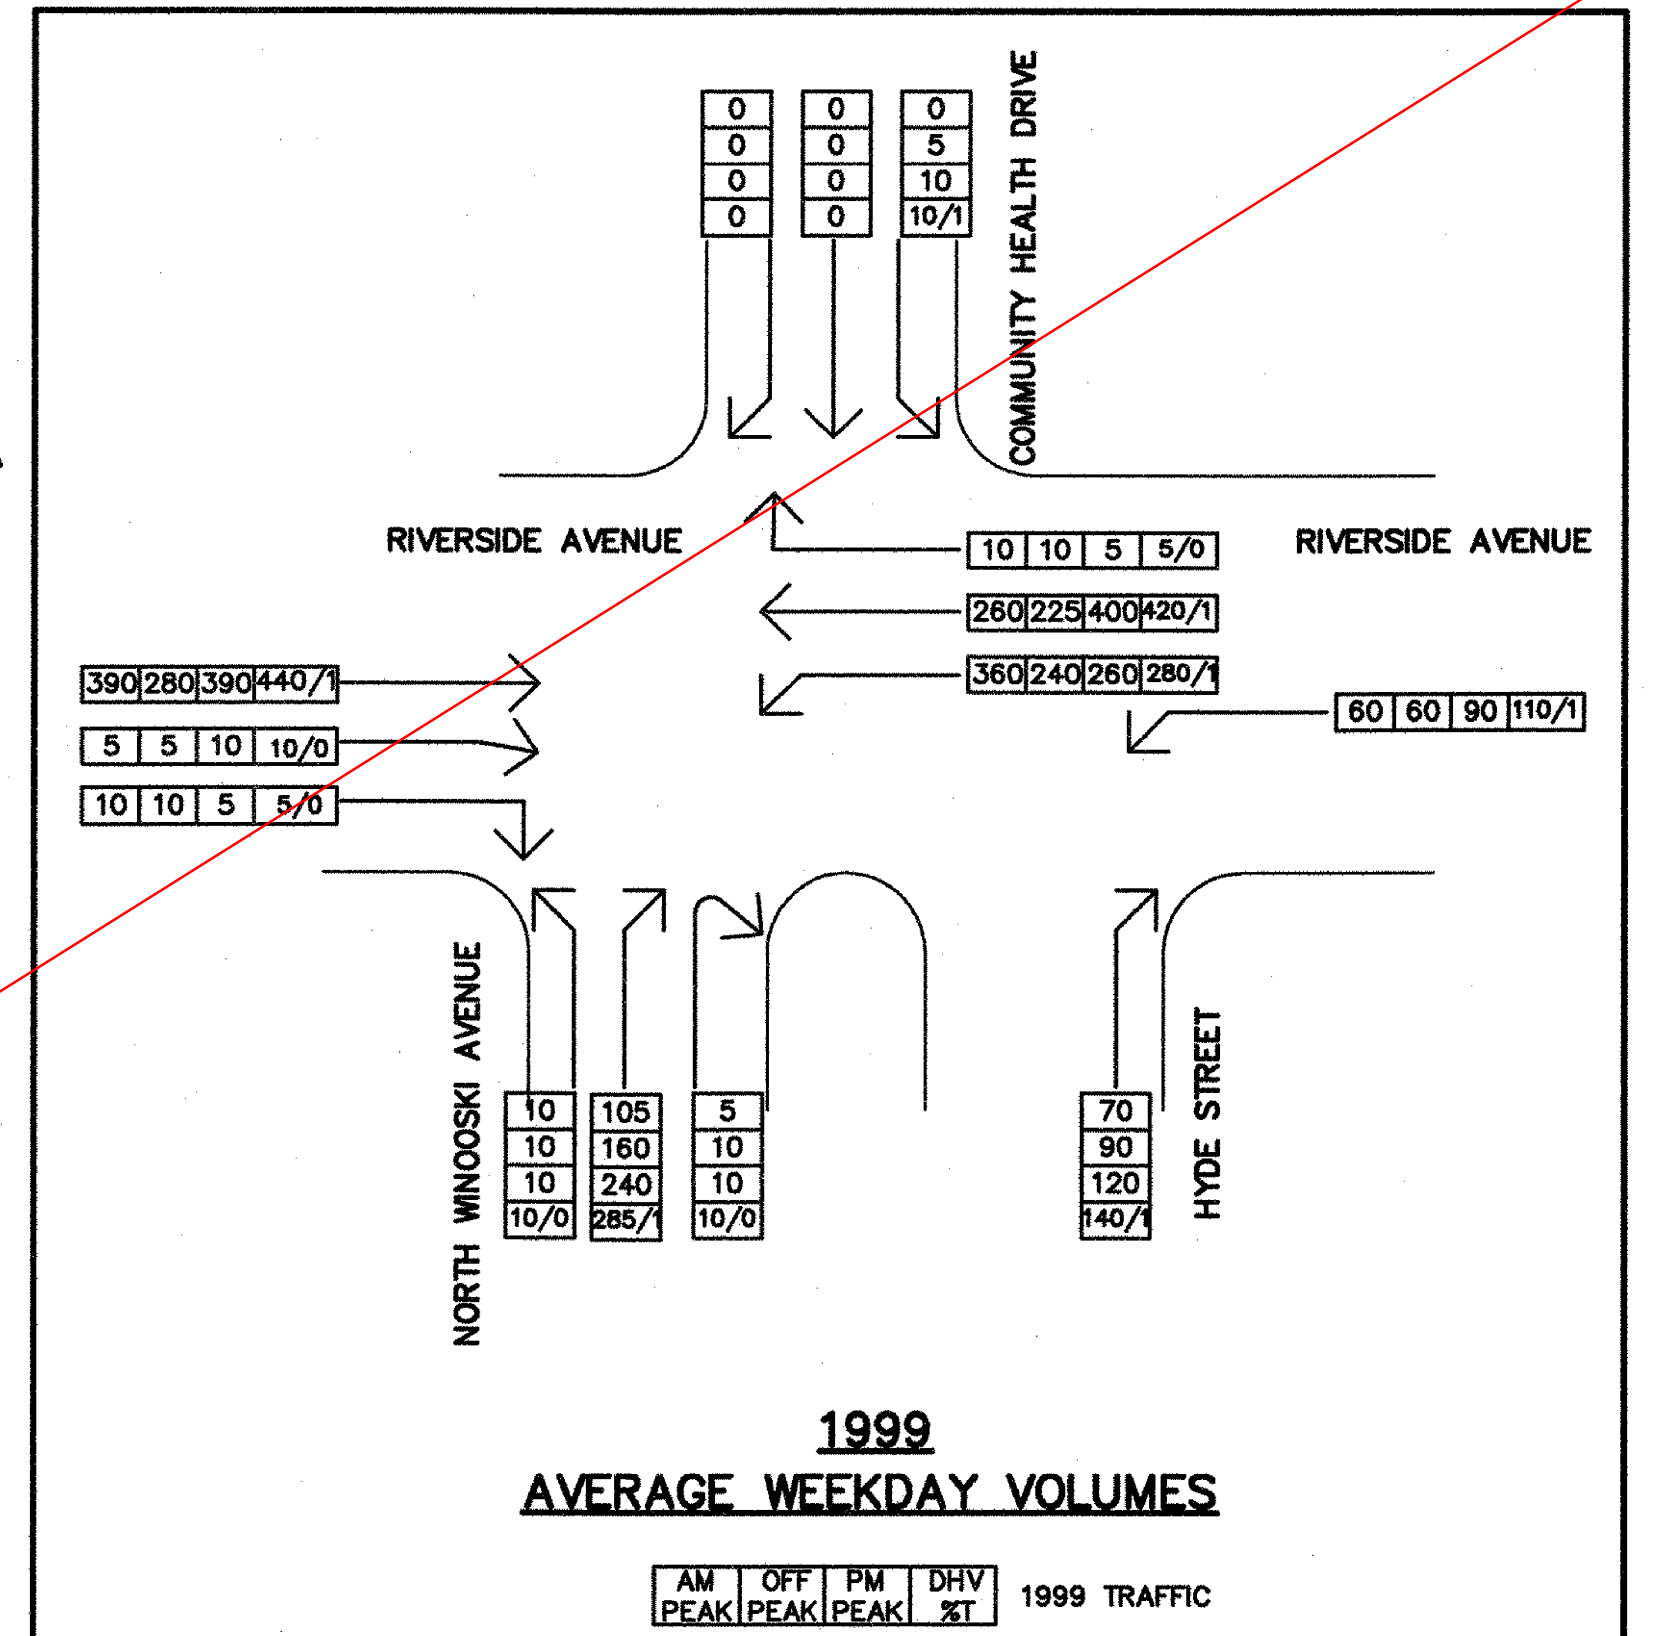 0 0 0
0 0 5
0 0 10
0 0 10/1
COMMUNITY HEALTH DRIVE
RIVERSIDE AVENUE
10 10 5 5/0
RIVERSIDE AVENUE
260 225 400 420/1
390 280 390 440/1
360 240 260 280/1
60 60 90 110/1
5 5 10 10/0
10 10 5 5/0
NORTH WINOOSKI AVENUE
10 105 5 70
10 160 10 90
10 240 10 120
10/0 285/1 10/0 140/1
HYDE STREET
1999
AVERAGE WEEKDAY VOLUMES
AM OFF PM DHV
PEAK PEAK PEAK %T
1999 TRAFFIC